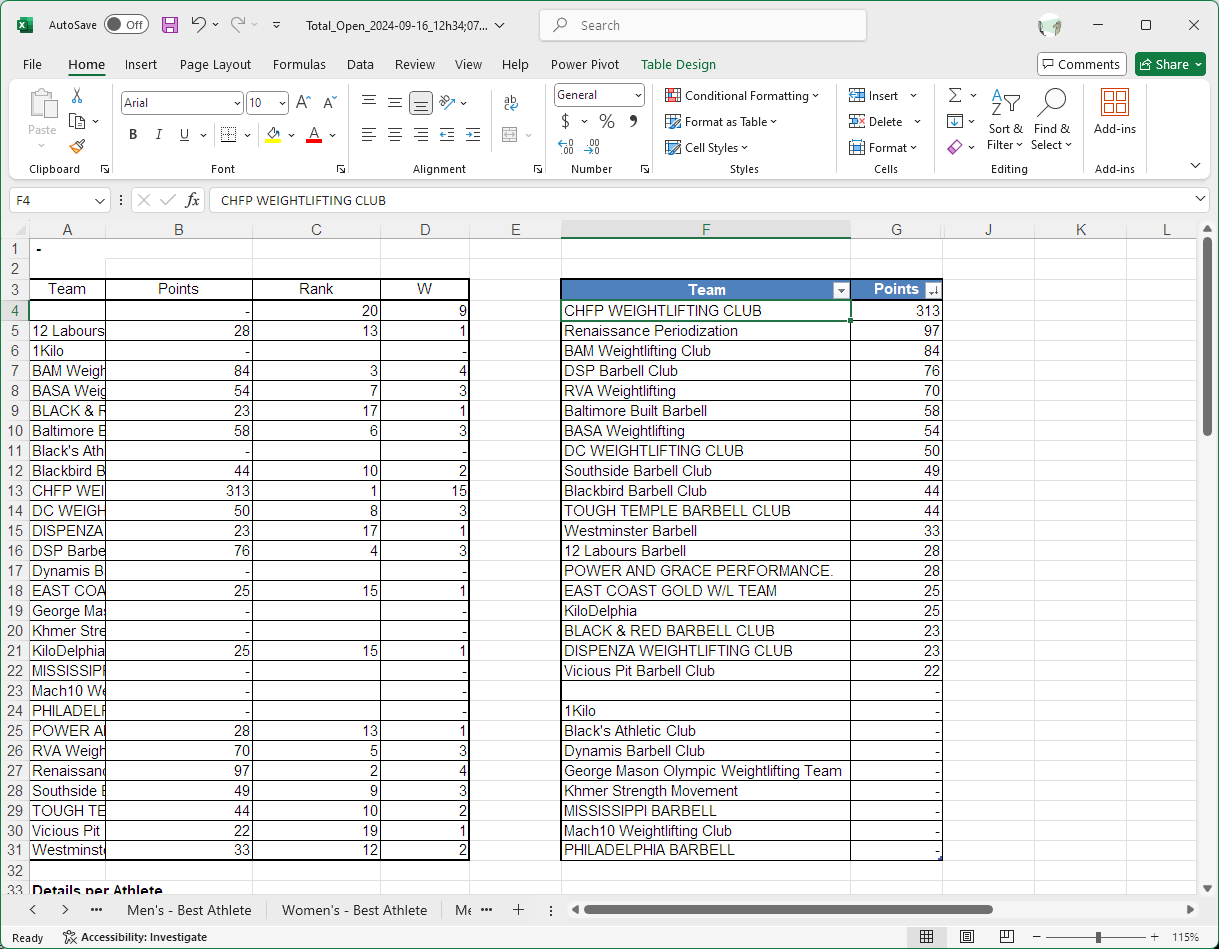 AutoSave Off Total_Open_2024-09-16_12h34;07... Search
File Home Insert Page Layout Formulas Data Review View Help Power Pivot Table Design Comments Share
Paste Arial 10 General Conditional Formatting Insert
B I U A $ % Format as Table Delete Sort & Find & Add-ins
Cell Styles Format Filter Select
Clipboard Font Alignment Number Styles Cells Editing Add-ins
F4 fx CHFP WEIGHTLIFTING CLUB
A B C D E F G J K L
1 -
2
3 Team Points Rank W Team Points
4 - 20 9 CHFP WEIGHTLIFTING CLUB 313
5 12 Labours 28 13 1 Renaissance Periodization 97
6 1Kilo - - BAM Weightlifting Club 84
7 BAM Weigh 84 3 4 DSP Barbell Club 76
8 BASA Weig 54 7 3 RVA Weightlifting 70
9 BLACK & R 23 17 1 Baltimore Built Barbell 58
10 Baltimore B 58 6 3 BASA Weightlifting 54
11 Black's Ath - - DC WEIGHTLIFTING CLUB 50
12 Blackbird B 44 10 2 Southside Barbell Club 49
13 CHFP WEI 313 1 15 Blackbird Barbell Club 44
14 DC WEIGH 50 8 3 TOUGH TEMPLE BARBELL CLUB 44
15 DISPENZA 23 17 1 Westminster Barbell 33
16 DSP Barbe 76 4 3 12 Labours Barbell 28
17 Dynamis B - - POWER AND GRACE PERFORMANCE. 28
18 EAST COA 25 15 1 EAST COAST GOLD W/L TEAM 25
19 George Mas - - KiloDelphia 25
20 Khmer Stre - - BLACK & RED BARBELL CLUB 23
21 KiloDelphia 25 15 1 DISPENZA WEIGHTLIFTING CLUB 23
22 MISSISSIPI - - Vicious Pit Barbell Club 22
23 Mach10 We - - -
24 PHILADELF - - 1Kilo -
25 POWER AI 28 13 1 Black's Athletic Club -
26 RVA Weigh 70 5 3 Dynamis Barbell Club -
27 Renaissanc 97 2 4 George Mason Olympic Weightlifting Team -
28 Southside B 49 9 3 Khmer Strength Movement -
29 TOUGH TE 44 10 2 MISSISSIPPI BARBELL -
30 Vicious Pit 22 19 1 Mach10 Weightlifting Club -
31 Westminste 33 12 2 PHILADELPHIA BARBELL -
32
33 Details per Athlete
Men's - Best Athlete Women's - Best Athlete Me
Ready Accessibility: Investigate 115%